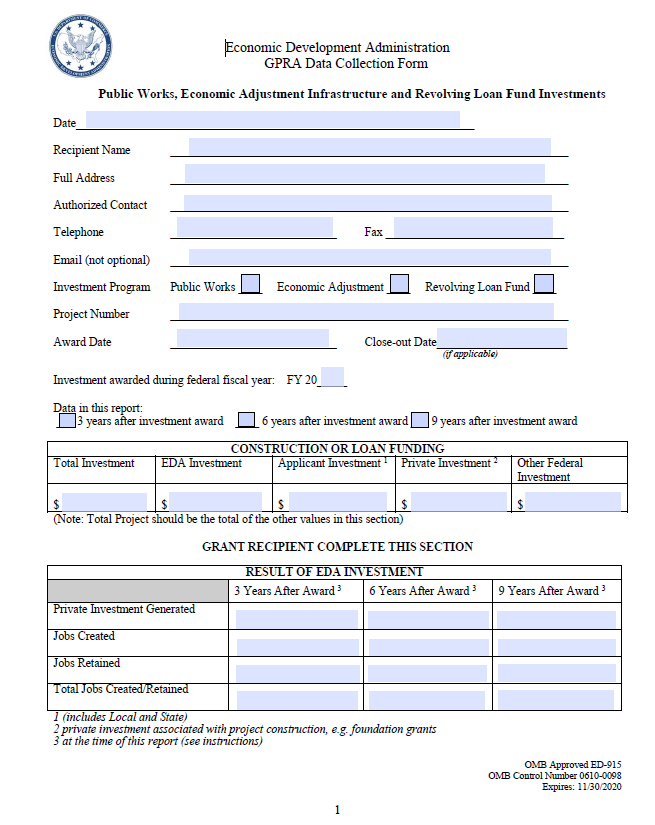 Economic Development Administration
GPRA Data Collection Form
Public Works, Economic Adjustment Infrastructure and Revolving Loan Fund Investments
Date
Recipient Name
Full Address
Authorized Contact
Telephone Fax
Email (not optional)
Investment Program Public Works Economic Adjustment Revolving Loan Fund
Project Number
Award Date Close-out Date
(if applicable)
Investment awarded during federal fiscal year: FY 20
Data in this report:
3 years after investment award 6 years after investment award 9 years after investment award
CONSTRUCTION OR LOAN FUNDING
Total Investment EDA Investment Applicant Investment 1 Private Investment 2 Other Federal
Investment
$ $ $ $ $
(Note: Total Project should be the total of the other values in this section)
GRANT RECIPIENT COMPLETE THIS SECTION
RESULT OF EDA INVESTMENT
3 Years After Award 3 6 Years After Award 3 9 Years After Award 3
Private Investment Generated
Jobs Created
Jobs Retained
Total Jobs Created/Retained
1 (includes Local and State)
2 private investment associated with project construction, e.g. foundation grants
3 at the time of this report (see instructions)
OMB Approved ED-915
OMB Control Number 0610-0098
Expires: 11/30/2020
1